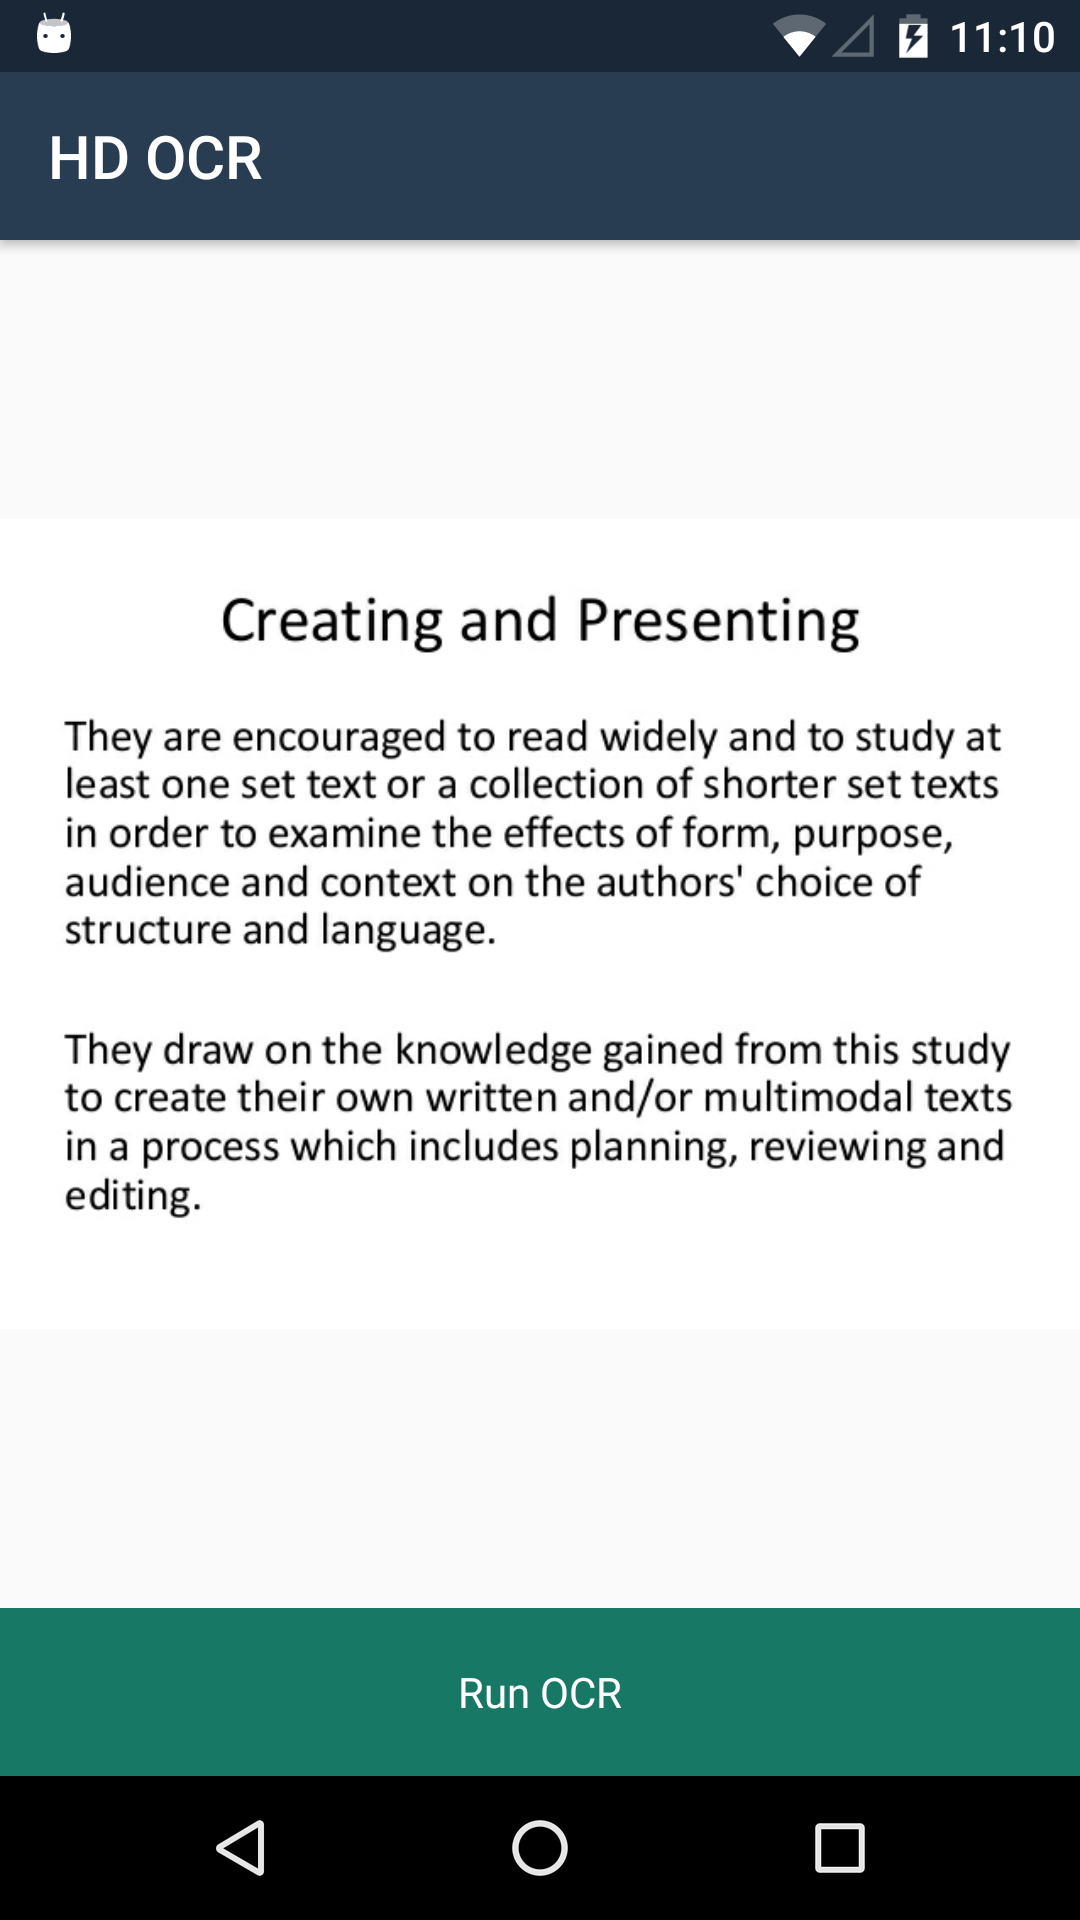 11:10
HD OCR
Creating and Presenting
They are encouraged to read widely and to study at
least one set text or a collection of shorter set texts
in order to examine the effects of form, purpose,
audience and context on the authors' choice of
structure and language.
They draw on the knowledge gained from this study
to create their own written and/or multimodal texts
in a process which includes planning, reviewing and
editing.
Run OCR